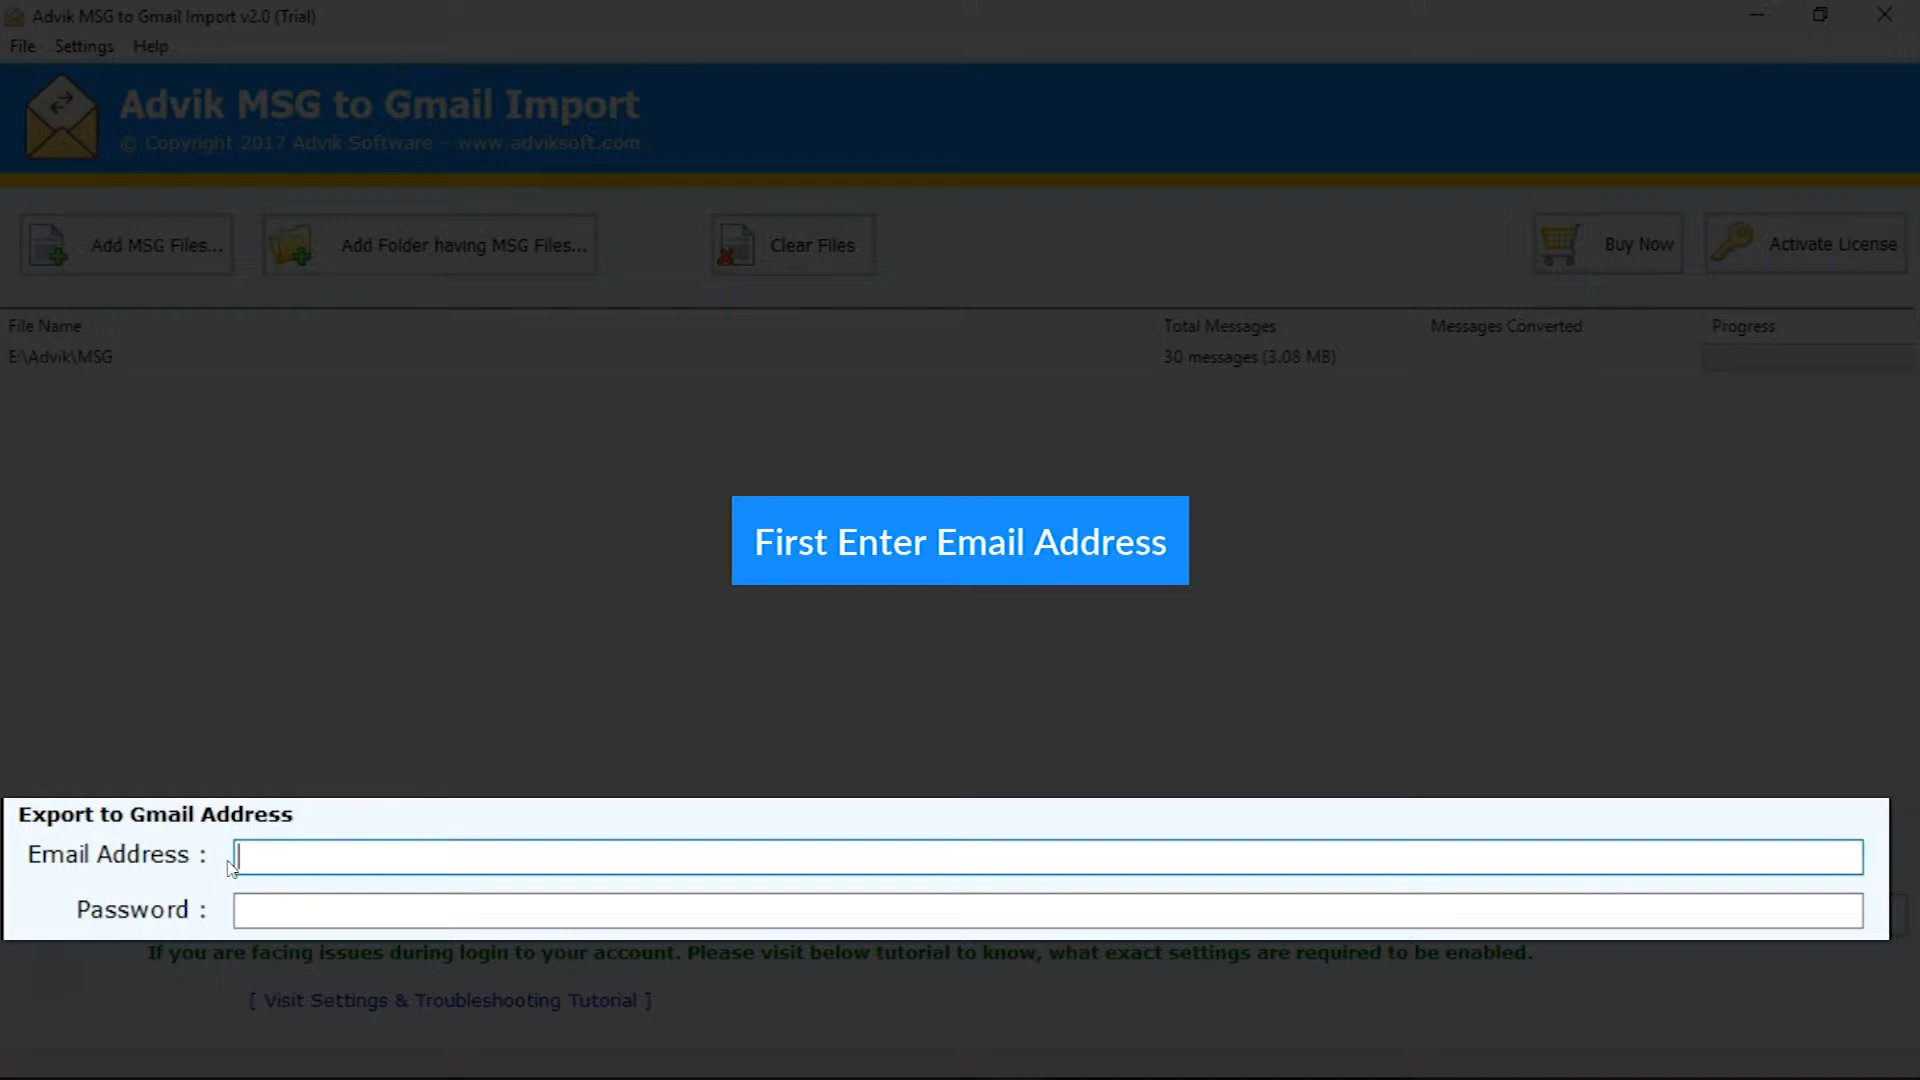 Advik MSG to Gmail Import v2.0 (Trial)
File Settings Help
Advik MSG to Gmail Import
© Copyright 2017 Advik Software - www.adviksoft.com
Add MSG Files... Add Folder having MSG Files... Clear Files Buy Now Activate License
File Name Total Messages Messages Converted Progress
E:\Advik\MSG 30 messages (3.08 MB)
First Enter Email Address
Export to Gmail Address
Email Address :
Password :
If you are facing issues during login to your account. Please visit below tutorial to know, what exact settings are required to be enabled.
[ Visit Settings & Troubleshooting Tutorial ]